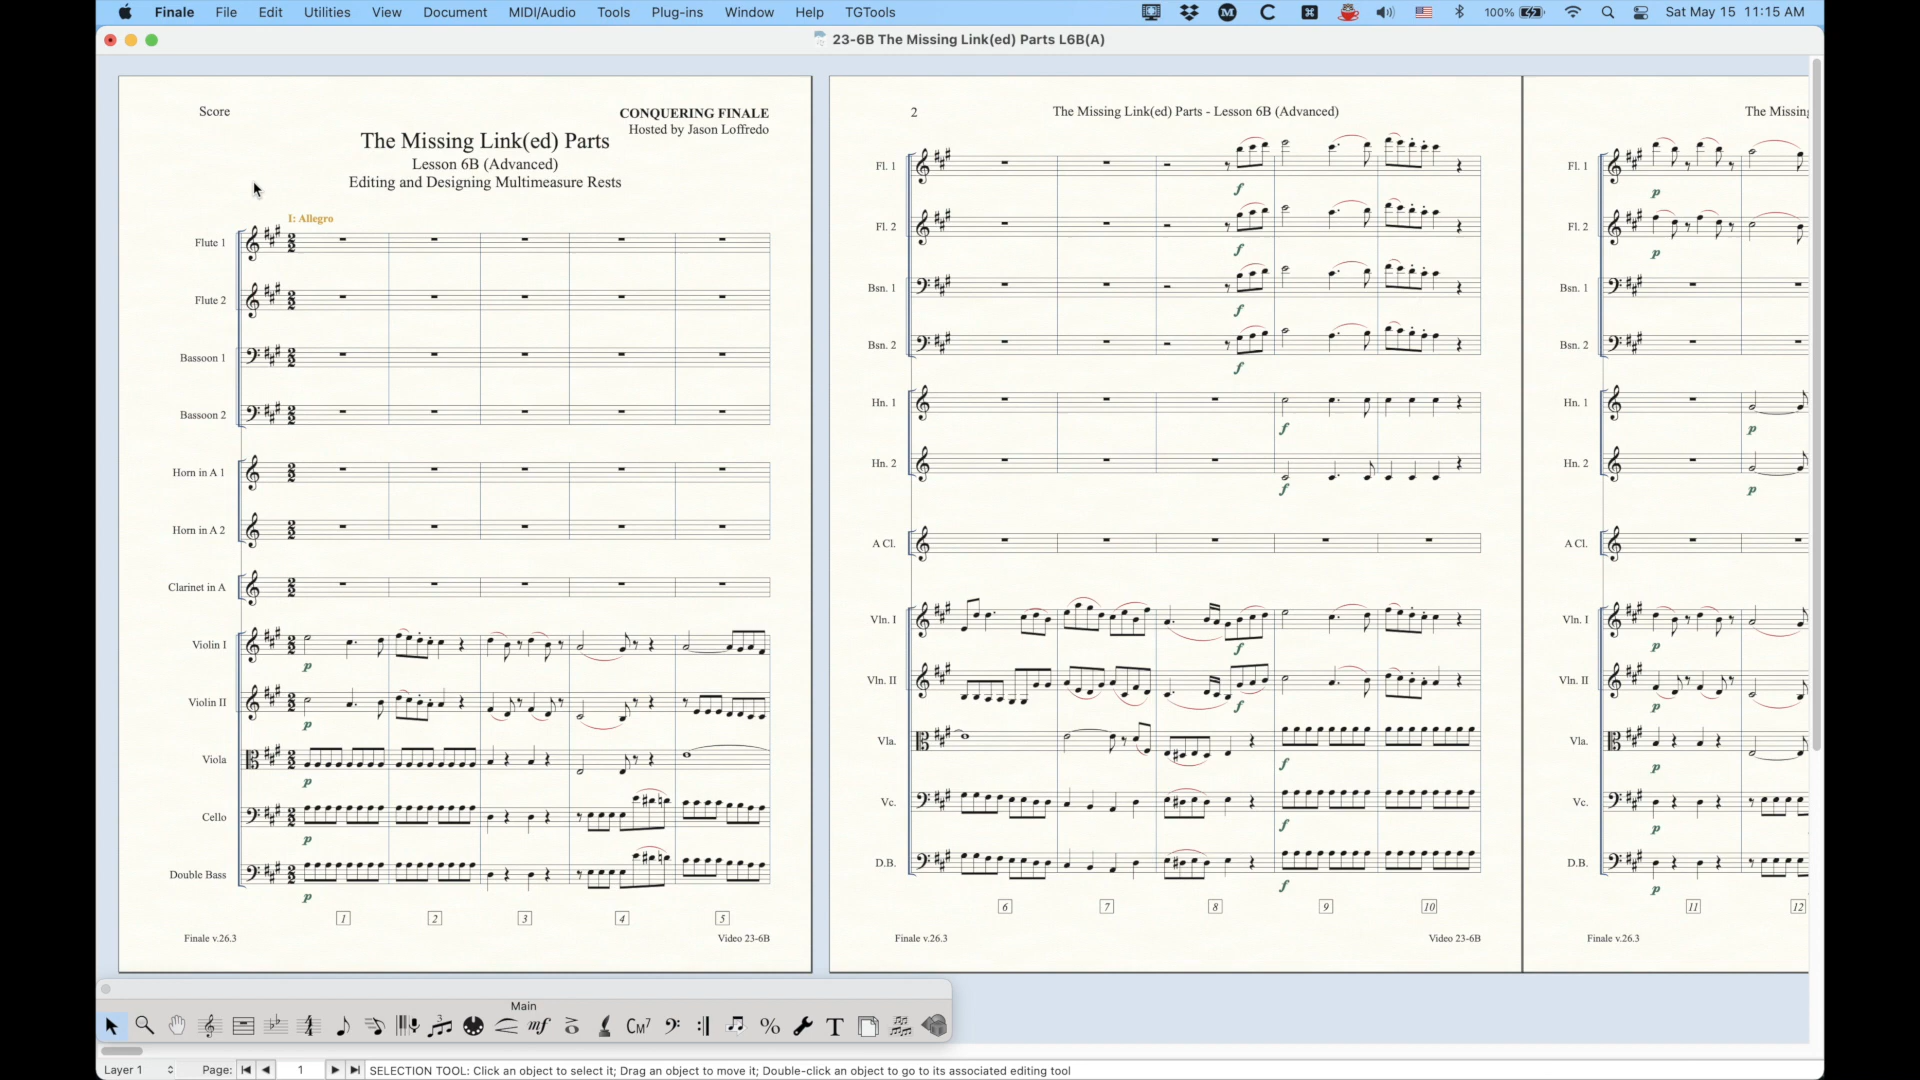 Finale File Edit Utilities View Document MIDI/Audio Tools Plug-ins Window Help TGTools 100% Sat May 15 11:15 AM
23-6B The Missing Link(ed) Parts L6B(A)
Score
CONQUERING FINALE
Hosted by Jason Loffredo
The Missing Link(ed) Parts
Lesson 6B (Advanced)
Editing and Designing Multimeasure Rests
I: Allegro
Flute 1
Flute 2
Bassoon 1
Bassoon 2
Horn in A 1
Horn in A 2
Clarinet in A
Violin I
p
Violin II
p
Viola
p
Cello
p
Double Bass
p
1 2 3 4 5
Finale v.26.3 Video 23-6B
2 The Missing Link(ed) Parts - Lesson 6B (Advanced)
Fl. 1
f
Fl. 2
f
Bsn. 1
f
Bsn. 2
f
Hn. 1
f
Hn. 2
f
A Cl.
Vln. I
f
Vln. II
f
Vla.
f
Vc.
f
D.B.
f
6 7 8 9 10
Finale v.26.3 Video 23-6B
The Missing
Fl. 1
p
Fl. 2
p
Bsn. 1
Bsn. 2
Hn. 1
p
Hn. 2
p
A Cl.
Vln. I
p
Vln. II
p
Vla.
p
Vc.
p
D.B.
p
11 12
Finale v.26.3
Main
mf CM7 % T
Layer 1 Page: 1 SELECTION TOOL: Click an object to select it; Drag an object to move it; Double-click an object to go to its associated editing tool